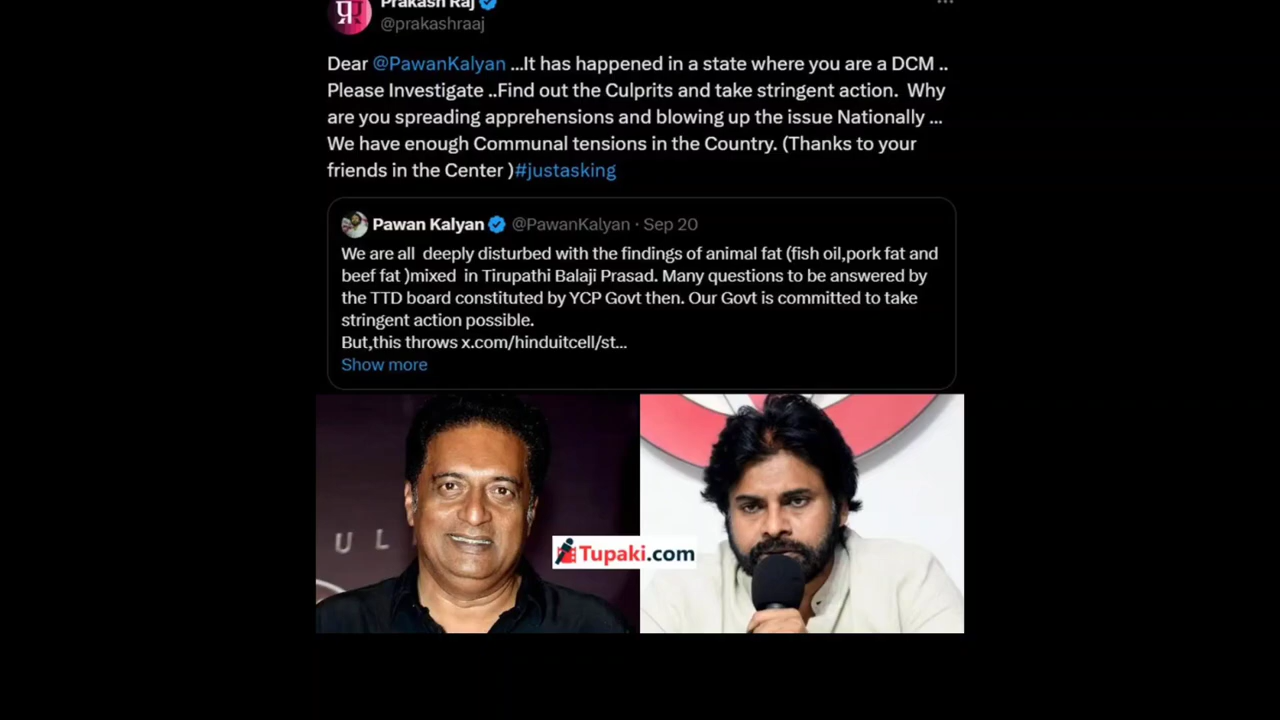 Prakash Raj
@prakashraaj
Dear @PawanKalyan ...It has happened in a state where you are a DCM ..
Please Investigate ..Find out the Culprits and take stringent action.  Why
are you spreading apprehensions and blowing up the issue Nationally ...
We have enough Communal tensions in the Country. (Thanks to your
friends in the Center )#justasking
Pawan Kalyan @PawanKalyan · Sep 20
We are all  deeply disturbed with the findings of animal fat (fish oil,pork fat and
beef fat )mixed  in Tirupathi Balaji Prasad. Many questions to be answered by
the TTD board constituted by YCP Govt then. Our Govt is committed to take
stringent action possible.
But,this throws x.com/hinduitcell/st...
Show more
U L
Tupaki.com